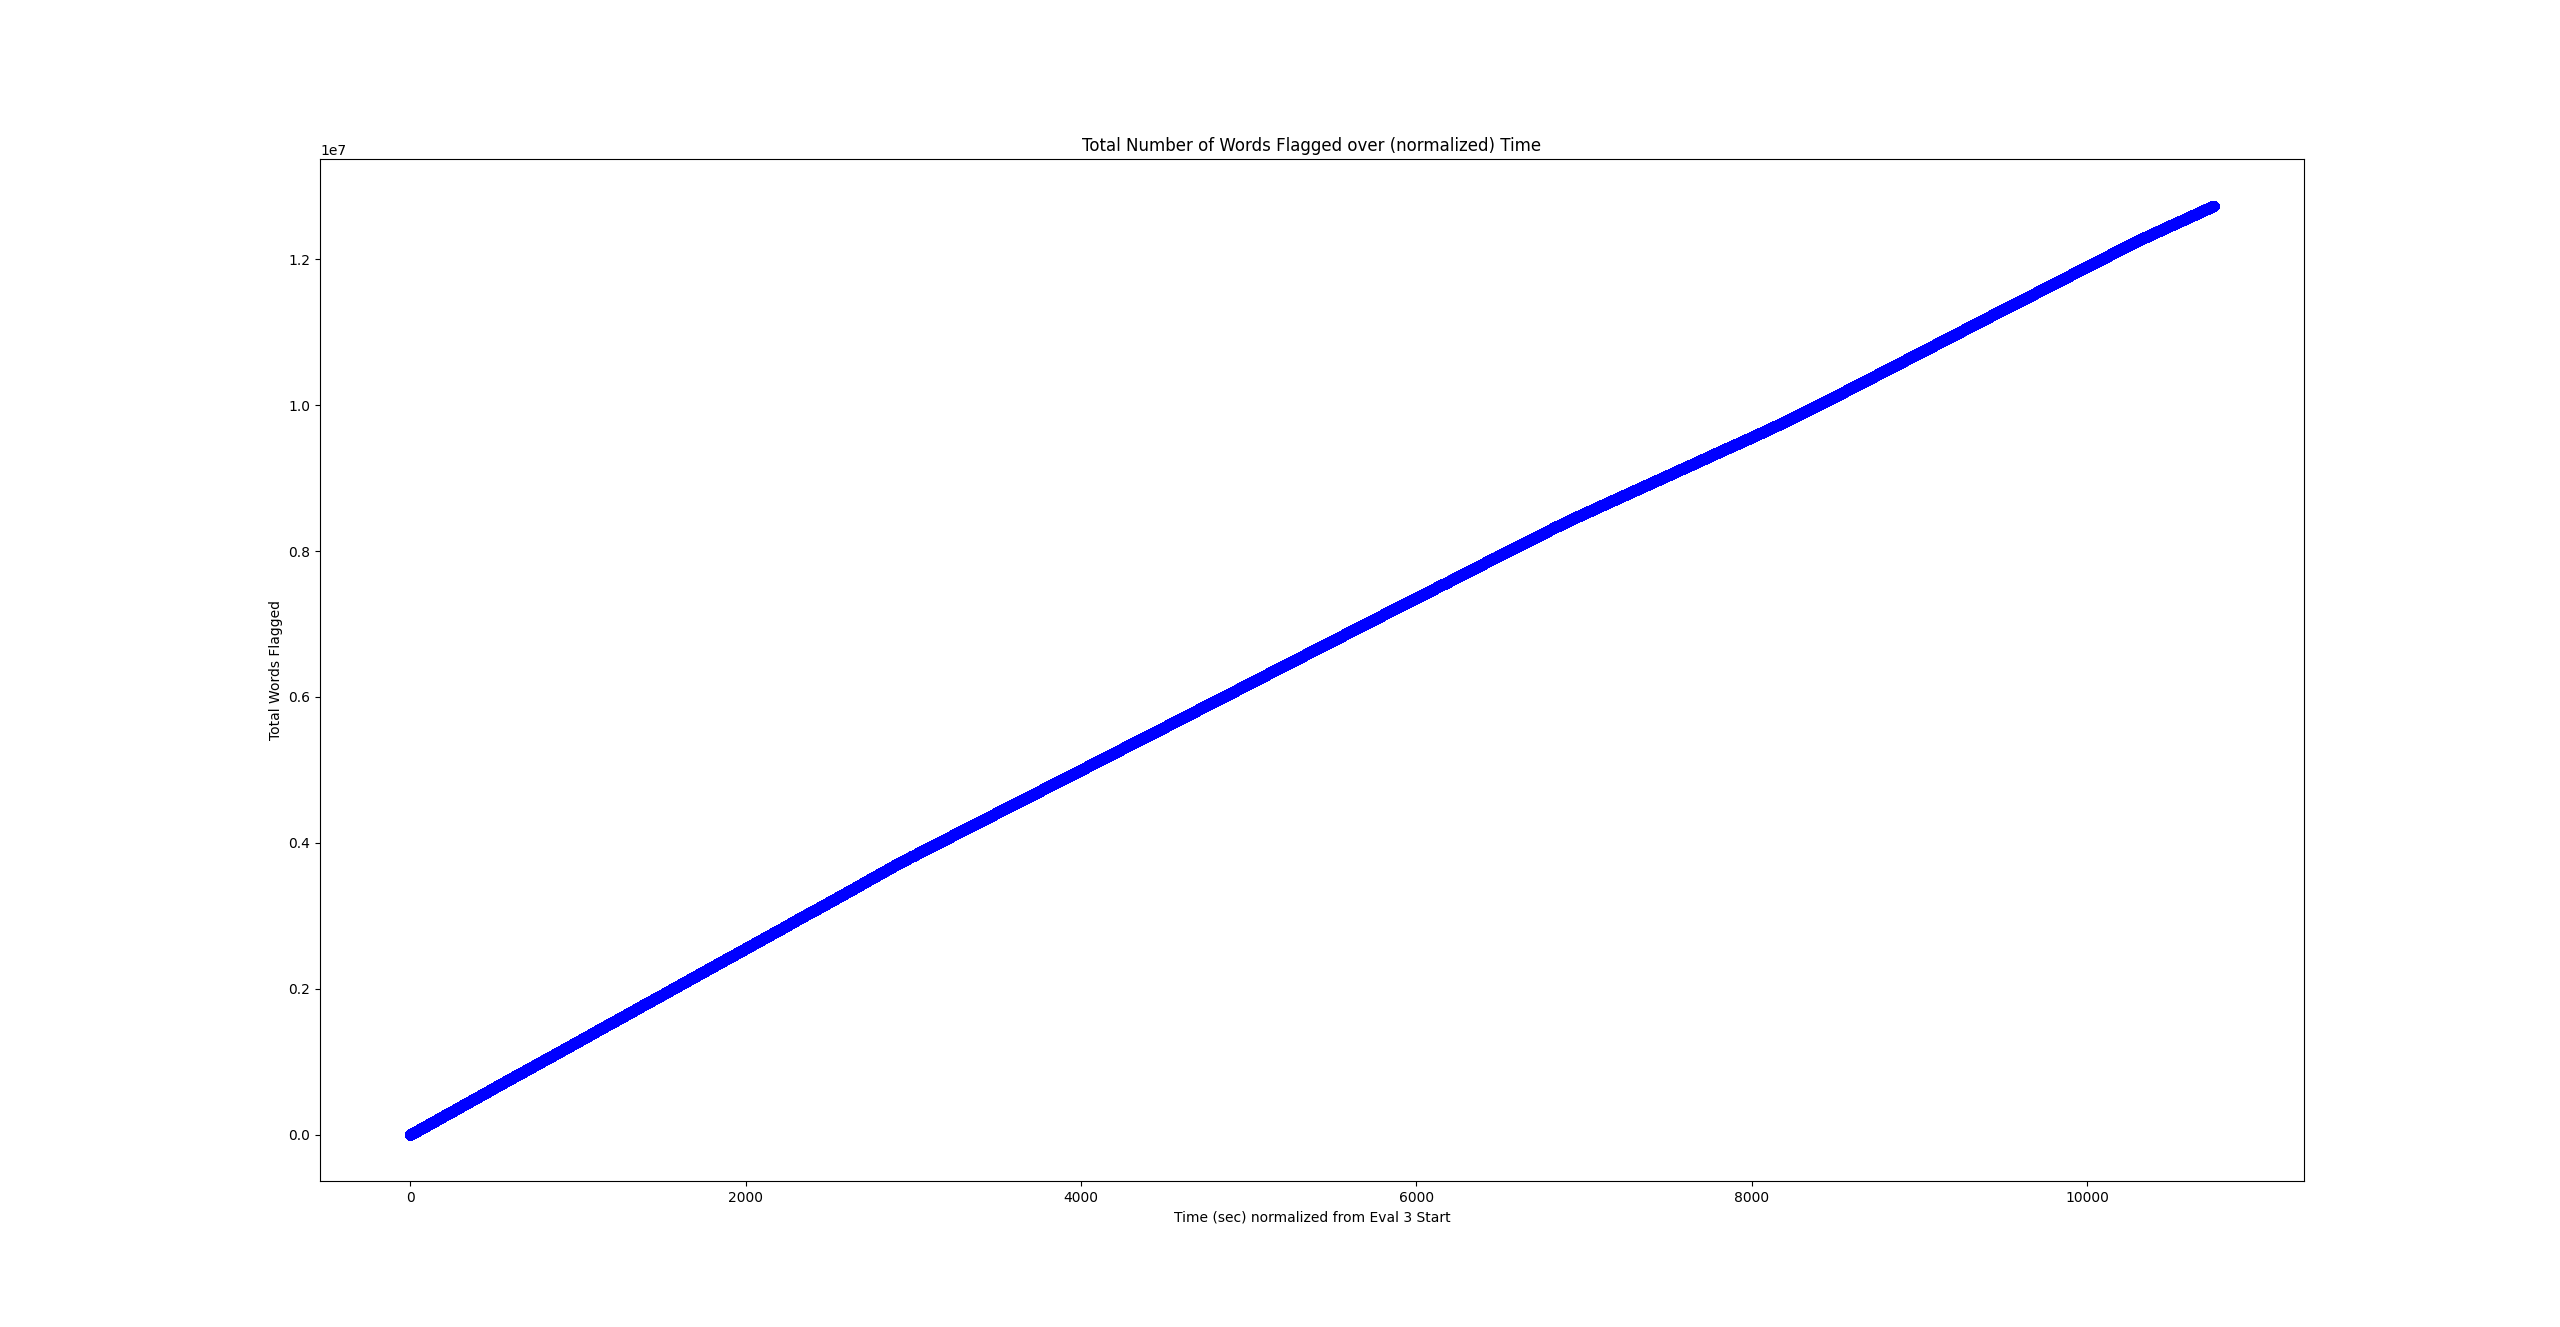 Total Number of Words Flagged over (normalized) Time
1e7
1.2
1.0
0.8
0.6
0.4
0.2
0.0
Total Words Flagged
0 2000 4000 6000 8000 10000
Time (sec) normalized from Eval 3 Start